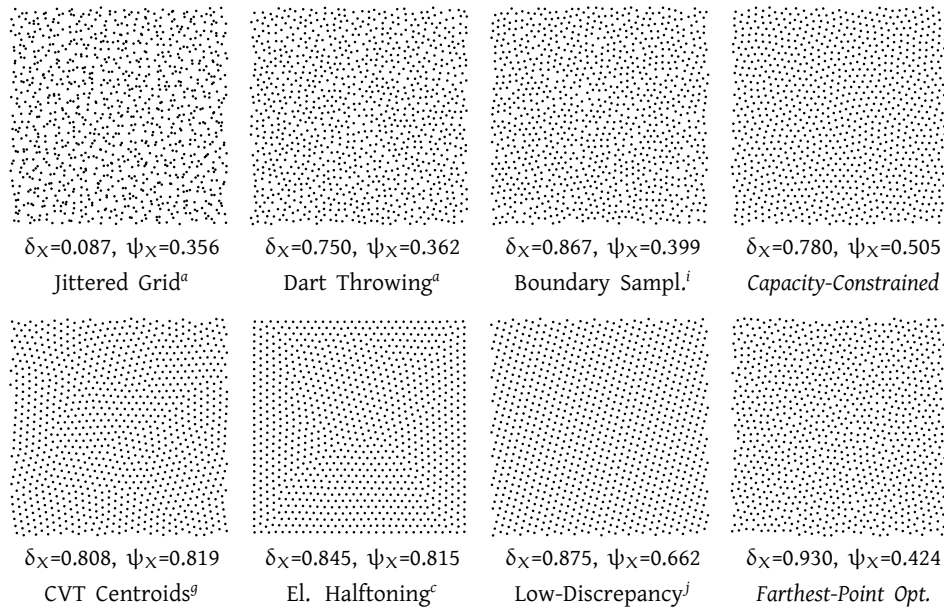 δX=0.087, ψX=0.356 δX=0.750, ψX=0.362 δX=0.867, ψX=0.399 δX=0.780, ψX=0.505
Jittered Gridᵃ Dart Throwingᵃ Boundary Sampl.ⁱ Capacity-Constrained
δX=0.808, ψX=0.819 δX=0.845, ψX=0.815 δX=0.875, ψX=0.662 δX=0.930, ψX=0.424
CVT Centroidsᵍ El. Halftoningᶜ Low-Discrepancyʲ Farthest-Point Opt.